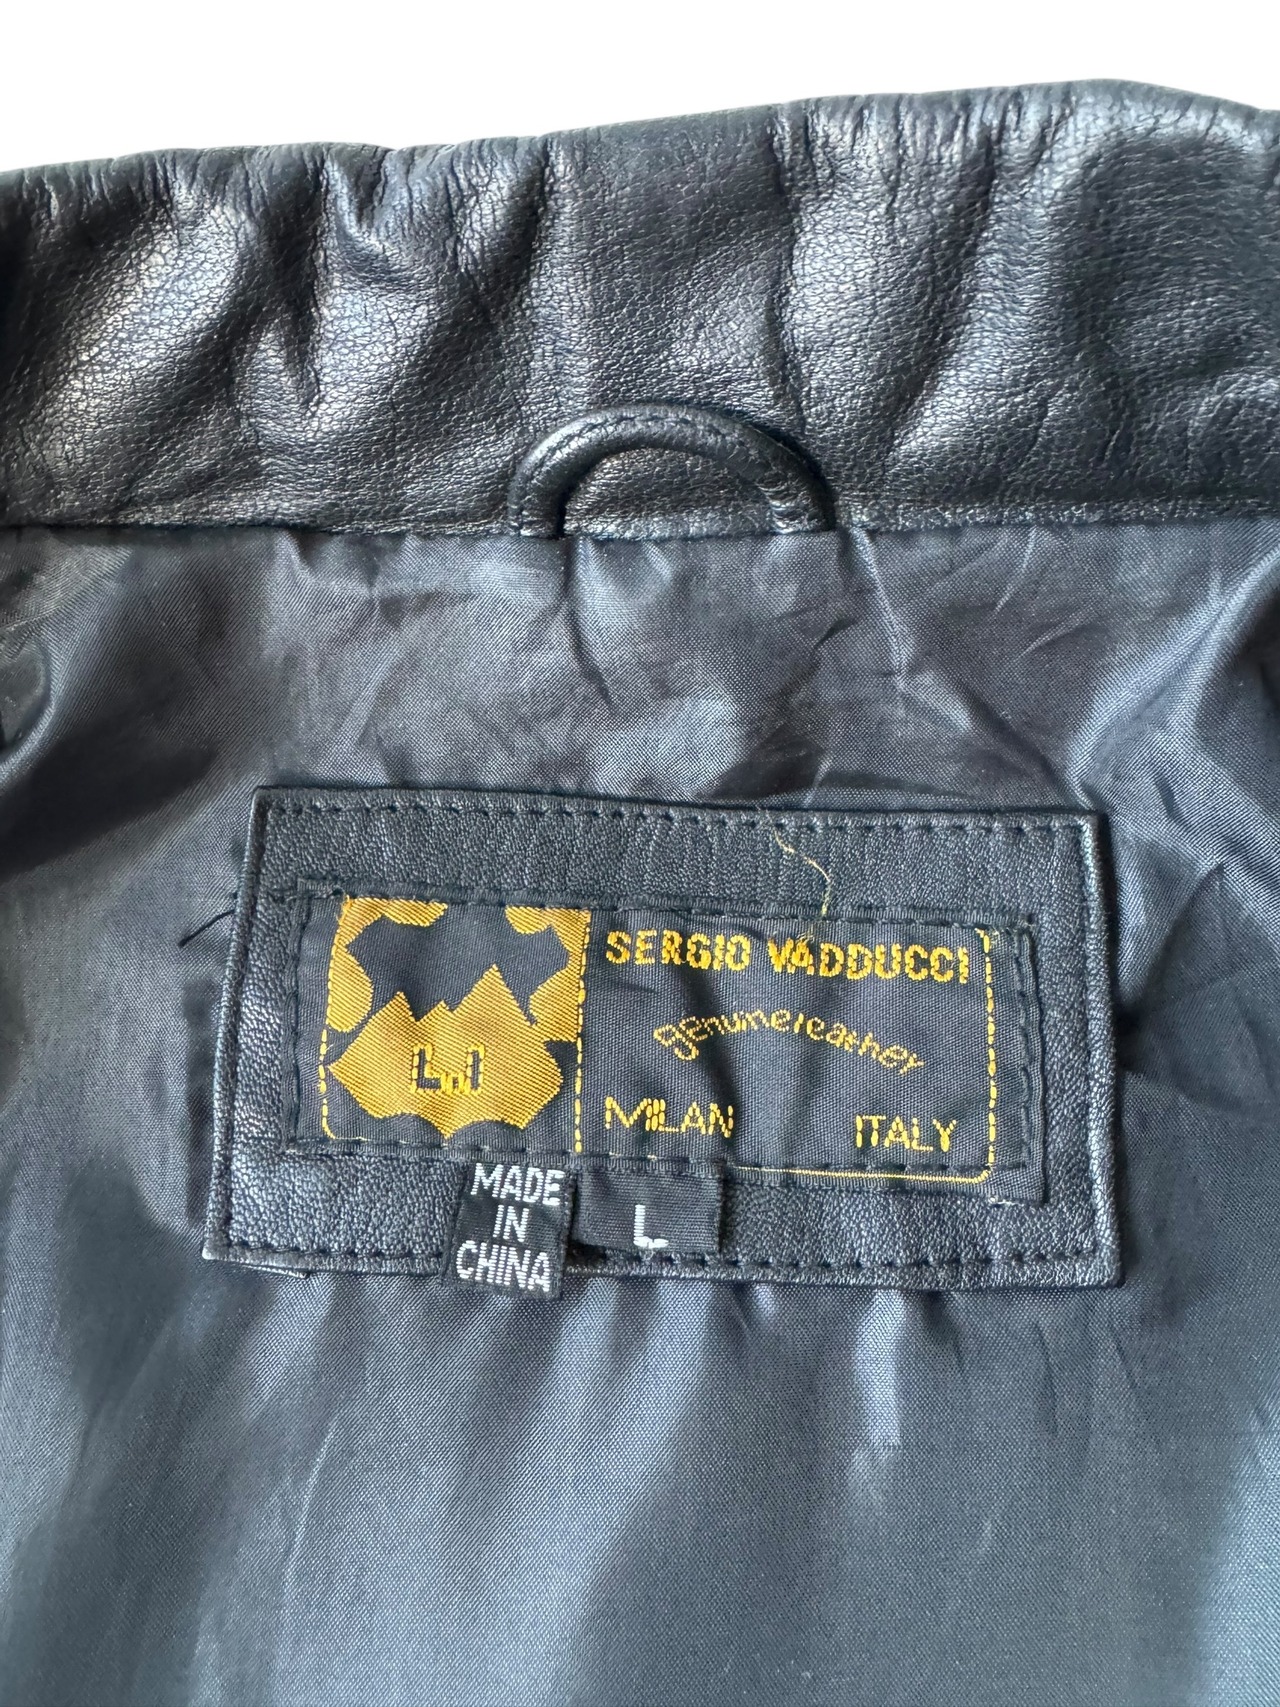 SERGIO VADDUCCI
genuine leather
MILAN ITALY
MADE
IN
CHINA
L